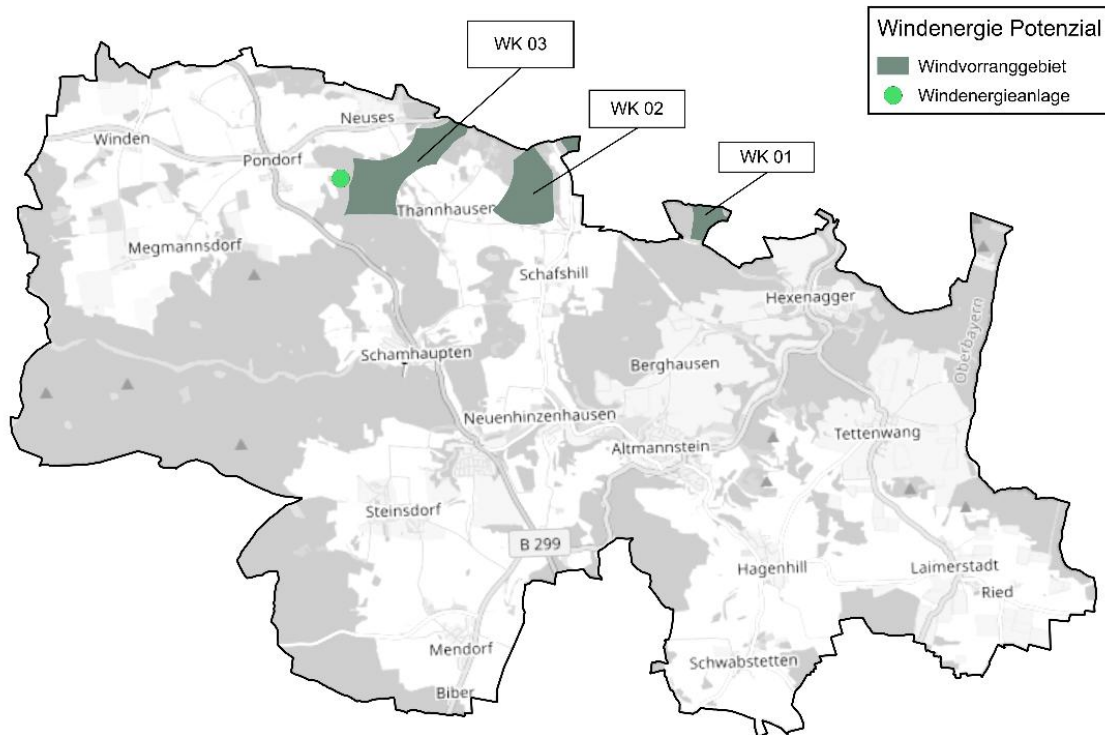 Windenergie Potenzial
Windvorranggebiet
Windenergieanlage
WK 03
WK 02
WK 01
Neuses
Winden
Pondorf
Thannhausen
Megmannsdorf
Schafshill
Hexenagger
Oberbayern
Schamhaupten
Berghausen
Neuenhinzenhausen
Altmannstein
Tettenwang
Steinsdorf
B 299
Hagenhill
Laimerstadt
Ried
Mendorf
Schwabstetten
Biber